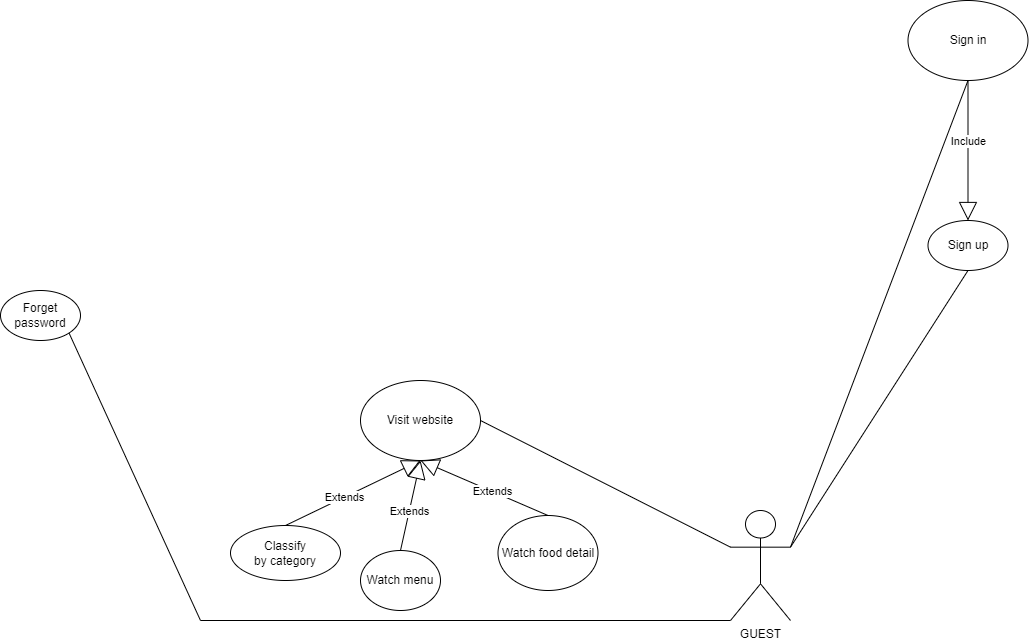 Sign in
Include
Sign up
Forget
password
Visit website
Extends
Extends
Extends
Classify
by category
Watch menu
Watch food detail
GUEST